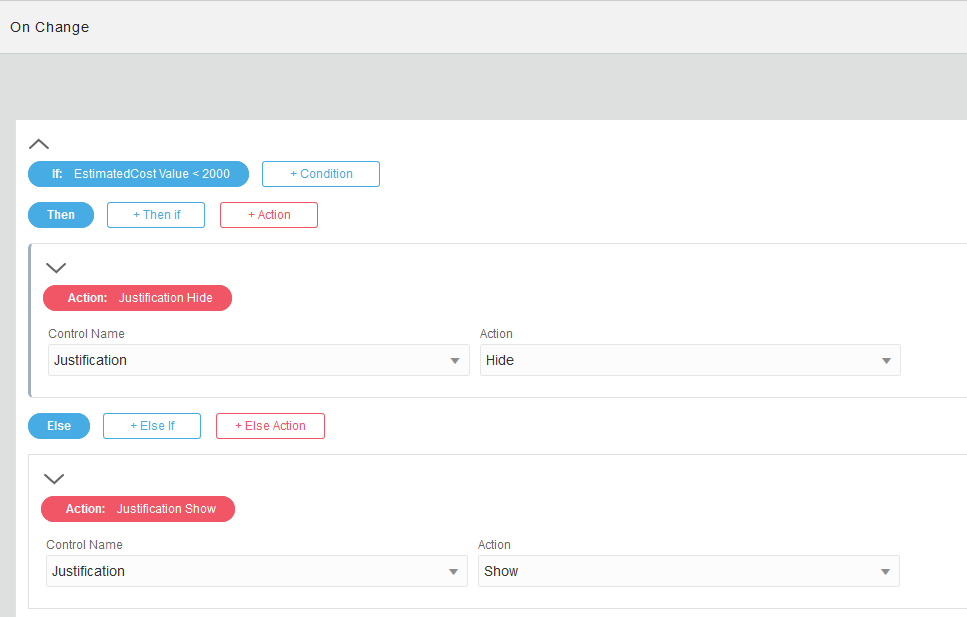 On Change
If: EstimatedCost Value < 2000 + Condition
Then + Then if + Action
Action: Justification Hide
Control Name Action
Justification Hide
Else + Else If + Else Action
Action: Justification Show
Control Name Action
Justification Show